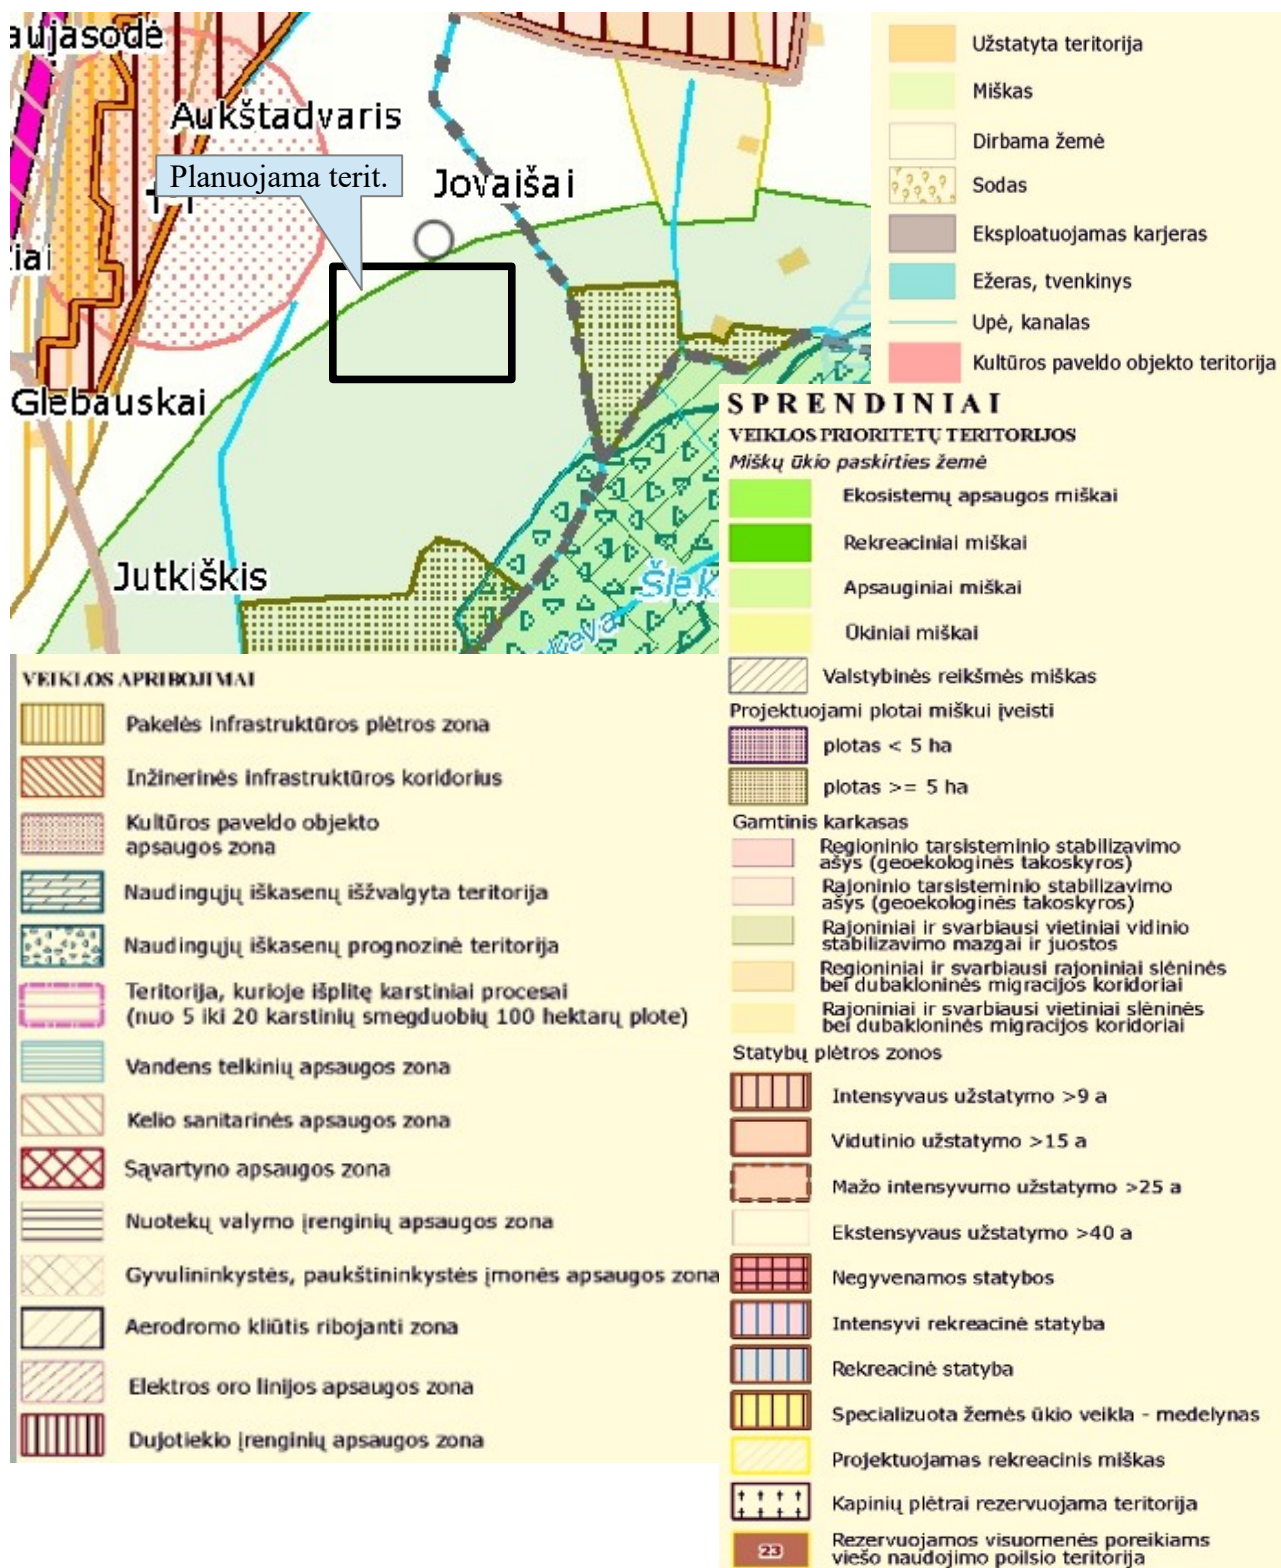 aujasodė
Aukštadvaris
Planuojama terit.
Jovaišai
iai
Glebauskai
Jutkiškis
Šlek
Užstatyta teritorija
Miškas
Dirbama žemė
Sodas
Eksploatuojamas karjeras
Ežeras, tvenkinys
Upė, kanalas
Kultūros paveldo objekto teritorija
SPRENDINIAI
VEIKLOS PRIORITETŲ TERITORIJOS
Miškų ūkio paskirties žemė
Ekosistemų apsaugos miškai
Rekreaciniai miškai
Apsauginiai miškai
Ūkiniai miškai
Valstybinės reikšmės miškas
Projektuojami plotai miškui įveisti
plotas < 5 ha
plotas >= 5 ha
Gamtinis karkasas
Regioninio tarsisteminio stabilizavimo
ašys (geoekologinės takoskyros)
Rajoninio tarsisteminio stabilizavimo
ašys (geoekologinės takoskyros)
Rajoniniai ir svarbiausi vietiniai vidinio
stabilizavimo mazgai ir juostos
Regioniniai ir svarbiausi rajoniniai slėninės
bei dubakloninės migracijos koridoriai
Rajoniniai ir svarbiausi vietiniai slėninės
bei dubakloninės migracijos koridoriai
Statybų plėtros zonos
Intensyvaus užstatymo >9 a
Vidutinio užstatymo >15 a
Mažo intensyvumo užstatymo >25 a
Ekstensyvaus užstatymo >40 a
Negyvenamos statybos
Intensyvi rekreacinė statyba
Rekreacinė statyba
Specializuota žemės ūkio veikla - medelynas
Projektuojamas rekreacinis miškas
Kapinių plėtrai rezervuojama teritorija
23
Rezervuojamos visuomenės poreikiams
viešo naudojimo poilsio teritorija
VEIKLOS APRIBOJIMAI
Pakelės infrastruktūros plėtros zona
Inžinerinės infrastruktūros koridorius
Kultūros paveldo objekto
apsaugos zona
Naudingųjų iškasenų išžvalgyta teritorija
Naudingųjų iškasenų prognozinė teritorija
Teritorija, kurioje išplitę karstiniai procesai
(nuo 5 iki 20 karstinių smegduobių 100 hektarų plote)
Vandens telkinių apsaugos zona
Kelio sanitarinės apsaugos zona
Sąvartyno apsaugos zona
Nuotekų valymo įrenginių apsaugos zona
Gyvulininkystės, paukštininkystės įmonės apsaugos zona
Aerodromo kliūtis ribojanti zona
Elektros oro linijos apsaugos zona
Dujotiekio įrenginių apsaugos zona